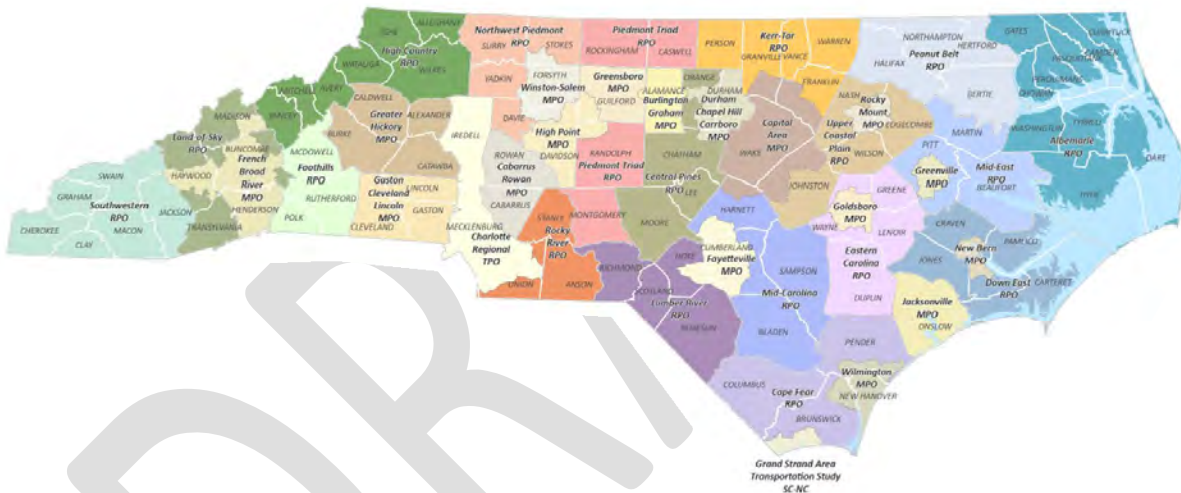 ALLEGHANY
ASHE
High Country
RPO
WATAUGA
WILKES
MITCHELL
AVERY
YANCEY
Northwest Piedmont
RPO
SURRY
STOKES
YADKIN
DAVIE
FORSYTH
Winston-Salem
MPO
Piedmont Triad
RPO
ROCKINGHAM
CASWELL
Greensboro
MPO
GUILFORD
High Point
MPO
DAVIDSON
RANDOLPH
Piedmont Triad
RPO
MONTGOMERY
ALAMANCE
Burlington
Graham
MPO
ORANGE
DURHAM
Durham
Chapel Hill
Carrboro
MPO
PERSON
Kerr-Tar
RPO
GRANVILLE
VANCE
WARREN
FRANKLIN
NORTHAMPTON
HERTFORD
Peanut Belt
RPO
HALIFAX
BERTIE
GATES
CURRITUCK
CAMDEN
PASQUOTANK
PERQUIMANS
CHOWAN
WASHINGTON
TYRRELL
Albemarle
RPO
DARE
HYDE
NASH
Rocky
Mount
MPO
EDGECOMBE
Upper
Coastal
Plain
RPO
WILSON
JOHNSTON
Capital
Area
MPO
WAKE
CHATHAM
Central Pines
RPO
LEE
MOORE
MARTIN
PITT
Mid-East
RPO
BEAUFORT
Greenville
MPO
GREENE
Goldsboro
MPO
WAYNE
LENOIR
Eastern
Carolina
RPO
DUPLIN
CRAVEN
PAMLICO
New Bern
MPO
JONES
Down East
RPO
CARTERET
Jacksonville
MPO
ONSLOW
HARNETT
CUMBERLAND
Fayetteville
MPO
SAMPSON
Mid-Carolina
RPO
BLADEN
HOKE
RICHMOND
SCOTLAND
Lumber River
RPO
ROBESON
PENDER
Wilmington
MPO
NEW HANOVER
COLUMBUS
Cape Fear
RPO
BRUNSWICK
Grand Strand Area
Transportation Study
SC-NC
CALDWELL
ALEXANDER
Greater
Hickory
MPO
BURKE
CATAWBA
IREDELL
ROWAN
Cabarrus
Rowan
MPO
CABARRUS
STANLY
Rocky
River
RPO
UNION
ANSON
MECKLENBURG
Charlotte
Regional
TPO
LINCOLN
Gaston
Cleveland
Lincoln
MPO
GASTON
CLEVELAND
MCDOWELL
Foothills
RPO
RUTHERFORD
POLK
MADISON
Land-of-Sky
RPO
BUNCOMBE
French
Broad
River
MPO
HAYWOOD
HENDERSON
JACKSON
TRANSYLVANIA
SWAIN
GRAHAM
Southwestern
RPO
CHEROKEE
MACON
CLAY
DRA